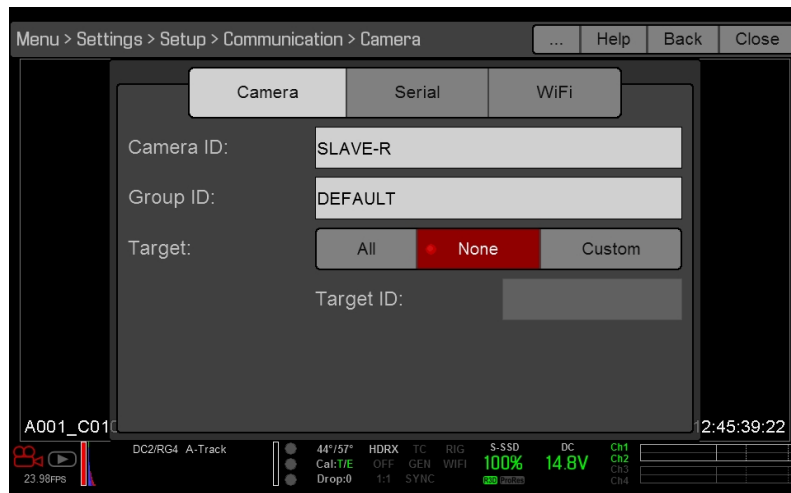 Menu > Settings > Setup > Communication > Camera ... Help Back Close
Camera Serial WiFi
Camera ID: SLAVE-R
Group ID: DEFAULT
Target: All None Custom
Target ID:
A001_C01 12:45:39:22
DC2/RG4 A-Track 44°/57° HDRX TC RIG S-SSD DC Ch1
Cal:T/E OFF GEN WIFI 100% 14.8V Ch2
Ch3
23.98FPS Drop:0 1:1 SYNC R3D ProRes Ch4